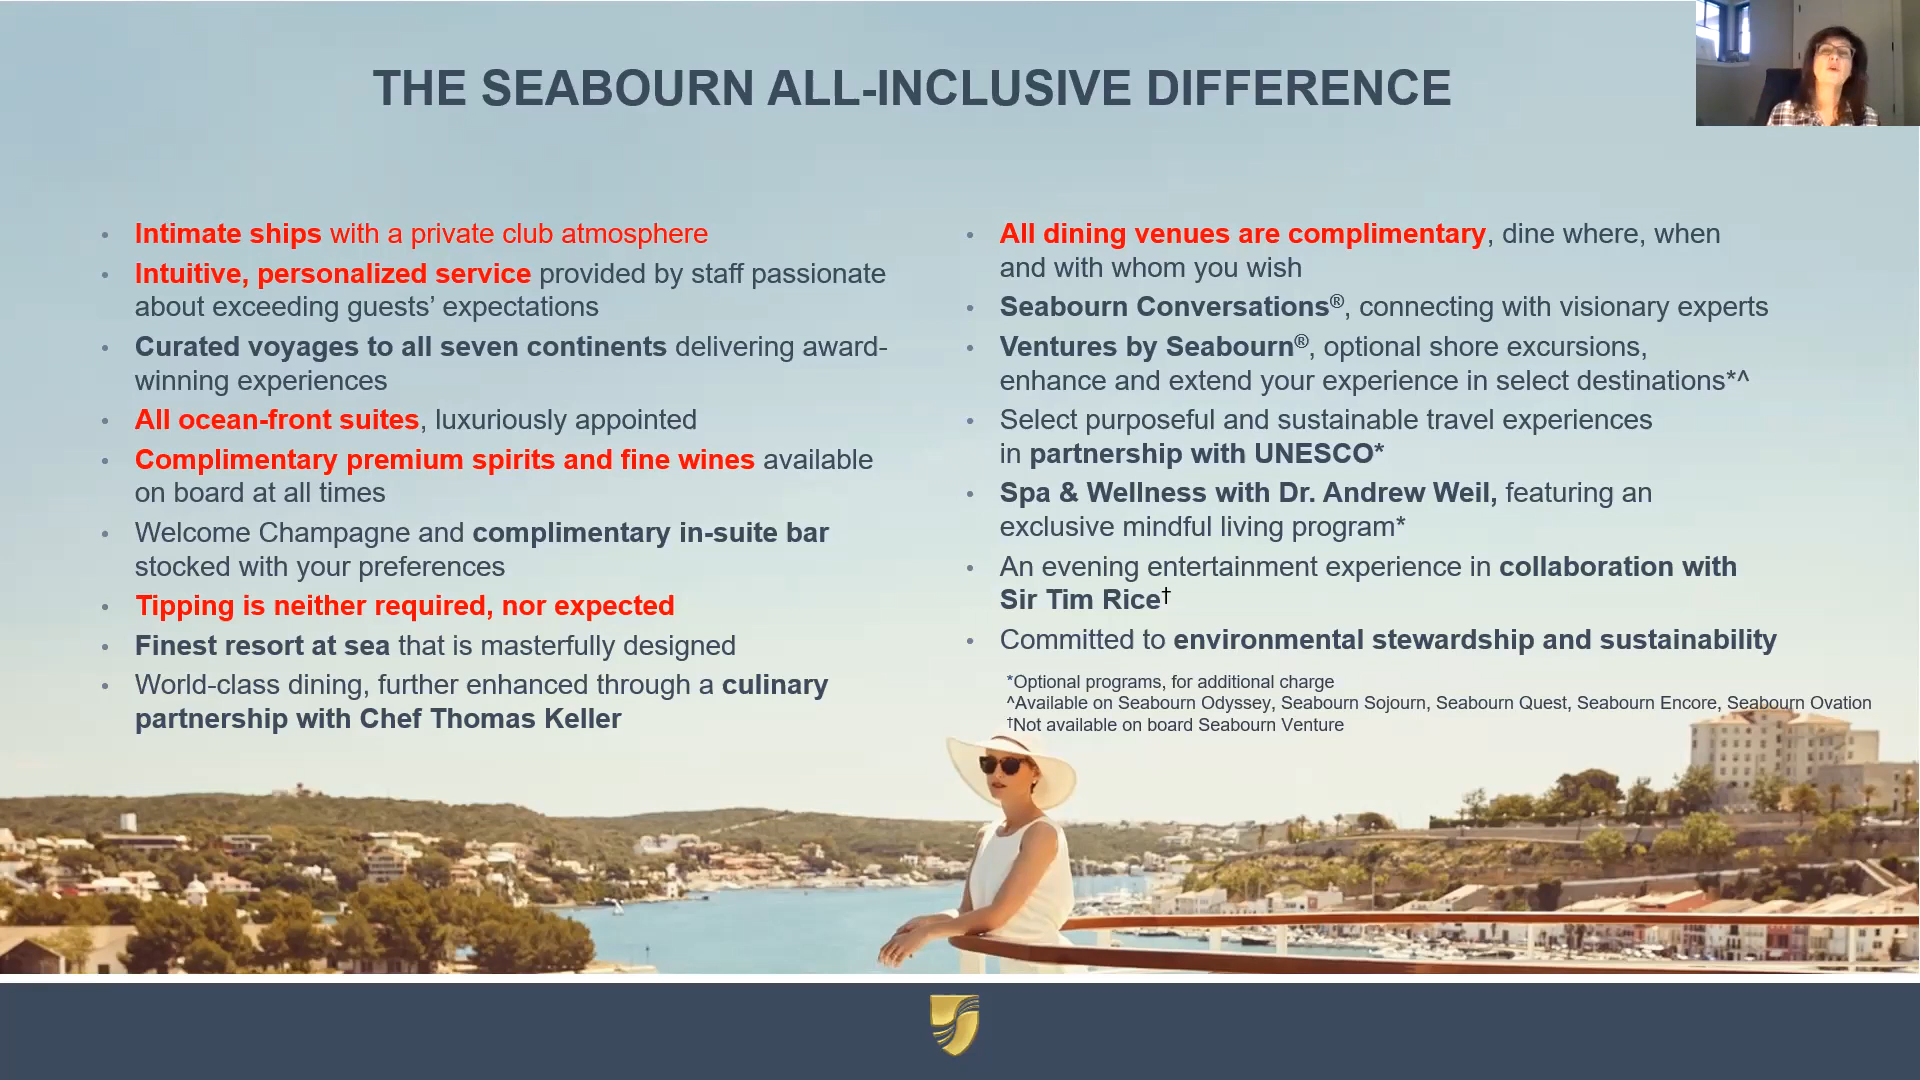 THE SEABOURN ALL-INCLUSIVE DIFFERENCE
• Intimate ships with a private club atmosphere
• Intuitive, personalized service provided by staff passionate
about exceeding guests’ expectations
• Curated voyages to all seven continents delivering award-
winning experiences
• All ocean-front suites, luxuriously appointed
• Complimentary premium spirits and fine wines available
on board at all times
• Welcome Champagne and complimentary in-suite bar
stocked with your preferences
• Tipping is neither required, nor expected
• Finest resort at sea that is masterfully designed
• World-class dining, further enhanced through a culinary
partnership with Chef Thomas Keller
• All dining venues are complimentary, dine where, when
and with whom you wish
• Seabourn Conversations®, connecting with visionary experts
• Ventures by Seabourn®, optional shore excursions,
enhance and extend your experience in select destinations*^
• Select purposeful and sustainable travel experiences
in partnership with UNESCO*
• Spa & Wellness with Dr. Andrew Weil, featuring an
exclusive mindful living program*
• An evening entertainment experience in collaboration with
Sir Tim Rice†
• Committed to environmental stewardship and sustainability
*Optional programs, for additional charge
^Available on Seabourn Odyssey, Seabourn Sojourn, Seabourn Quest, Seabourn Encore, Seabourn Ovation
†Not available on board Seabourn Venture